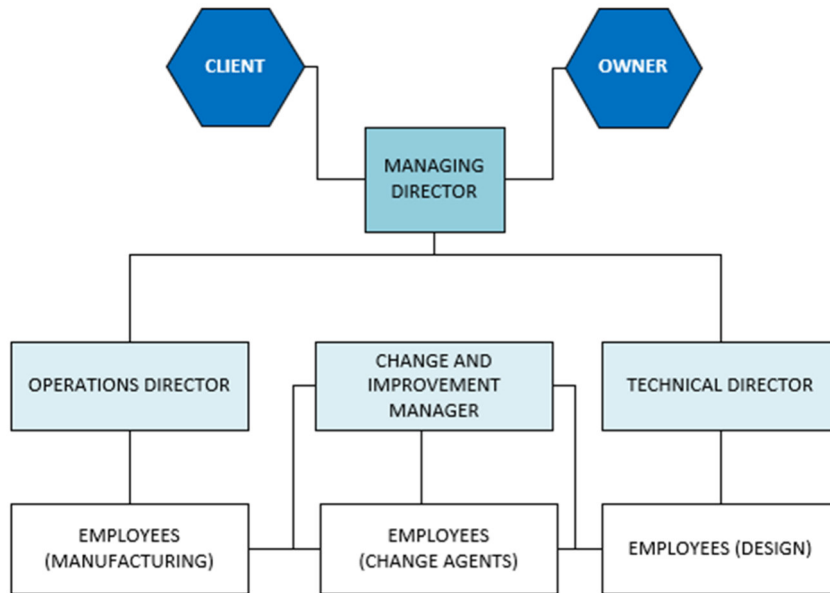 CLIENT
OWNER
MANAGING
DIRECTOR
OPERATIONS DIRECTOR
CHANGE AND
IMPROVEMENT
MANAGER
TECHNICAL DIRECTOR
EMPLOYEES
(MANUFACTURING)
EMPLOYEES
(CHANGE AGENTS)
EMPLOYEES (DESIGN)